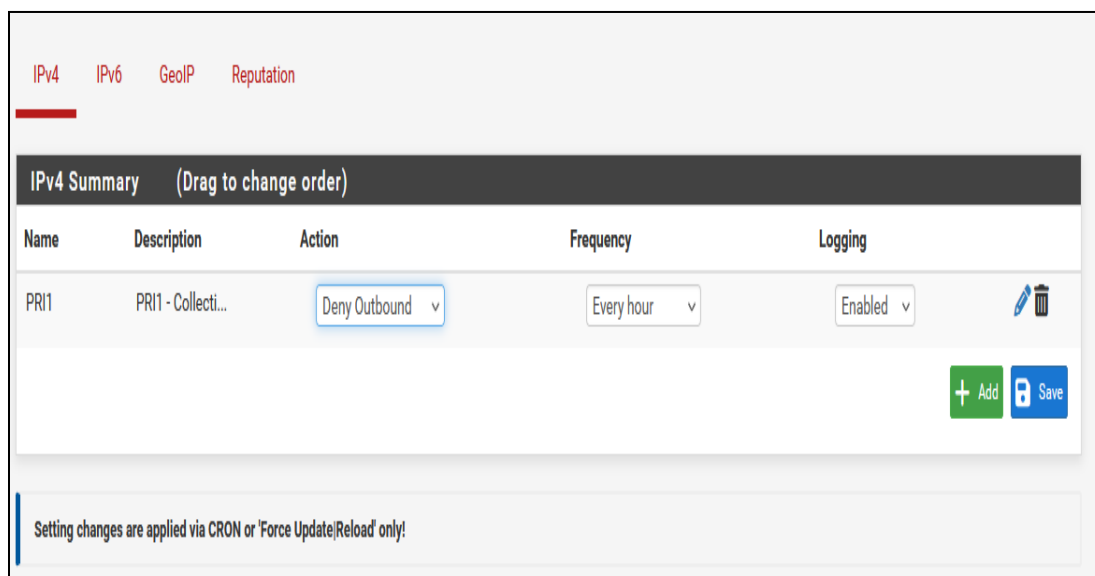 IPv4 IPv6 GeoIP Reputation
IPv4 Summary (Drag to change order)
Name Description Action Frequency Logging
PRI1 PRI1 - Collecti... Deny Outbound Every hour Enabled
Add Save
Setting changes are applied via CRON or 'Force Update|Reload' only!